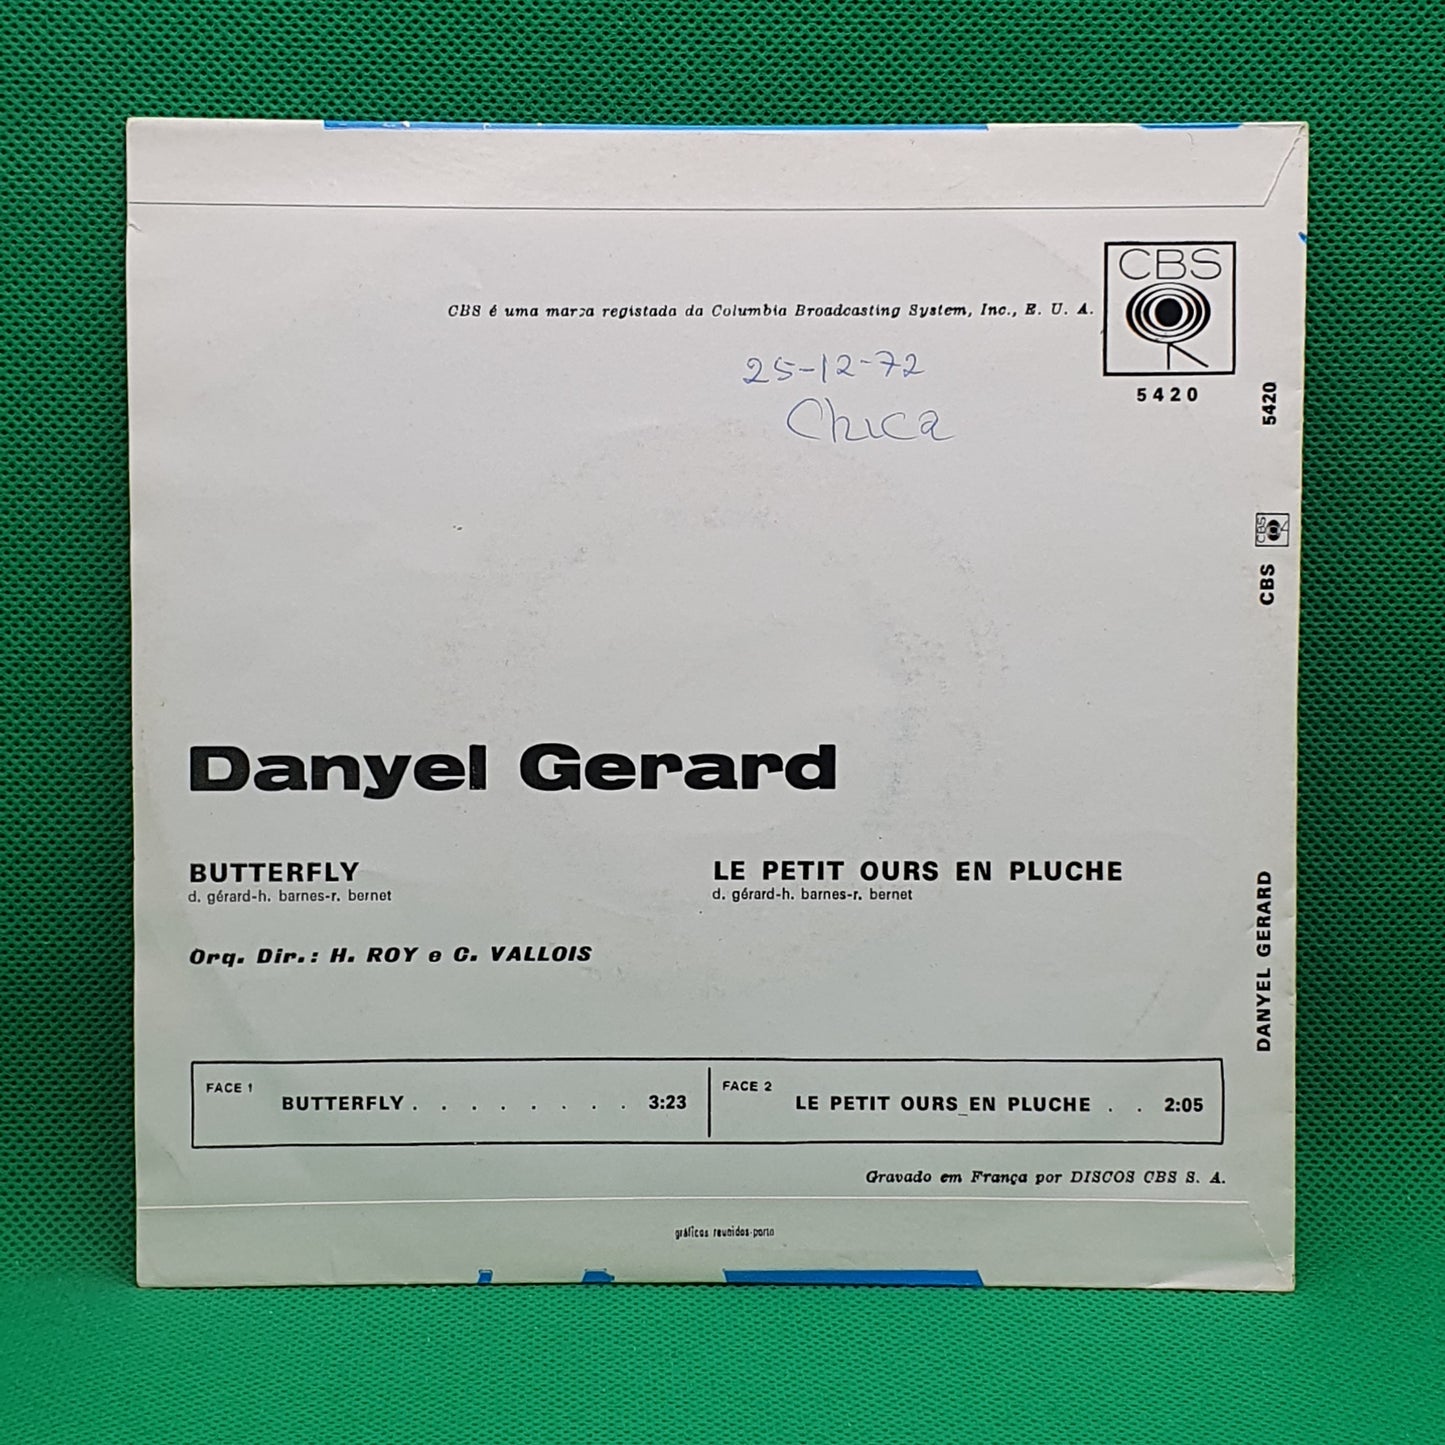 CBS
CBS é uma marca registada da Columbia Broadcasting System, Inc., E. U. A.
5420
25-12-72
Chica
5420
CBS
CBS
DANYEL GERARD
Danyel Gerard
BUTTERFLY
d. gérard-h. barnes-r. bernet
LE PETIT OURS EN PLUCHE
d. gérard-h. barnes-r. bernet
Orq. Dir.: H. ROY e C. VALLOIS
FACE 1
BUTTERFLY . . . . . . . . 3:23
FACE 2
LE PETIT OURS EN PLUCHE . . 2:05
Gravado em França por DISCOS CBS S. A.
gráficos reunidos-porto